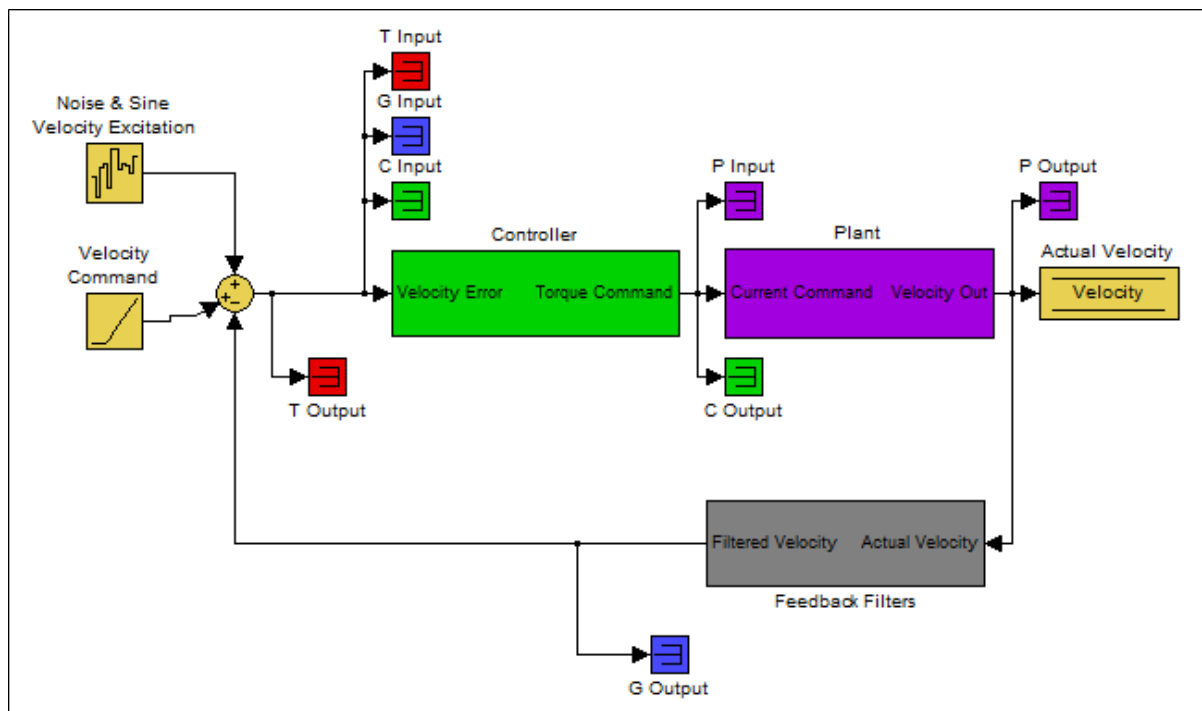 T Input
Noise & Sine
Velocity Excitation
G Input
C Input
P Input
P Output
Velocity
Command
Controller
Plant
Actual Velocity
+
+
−
Velocity Error
Torque Command
Current Command
Velocity Out
Velocity
T Output
C Output
Filtered Velocity
Actual Velocity
Feedback Filters
G Output